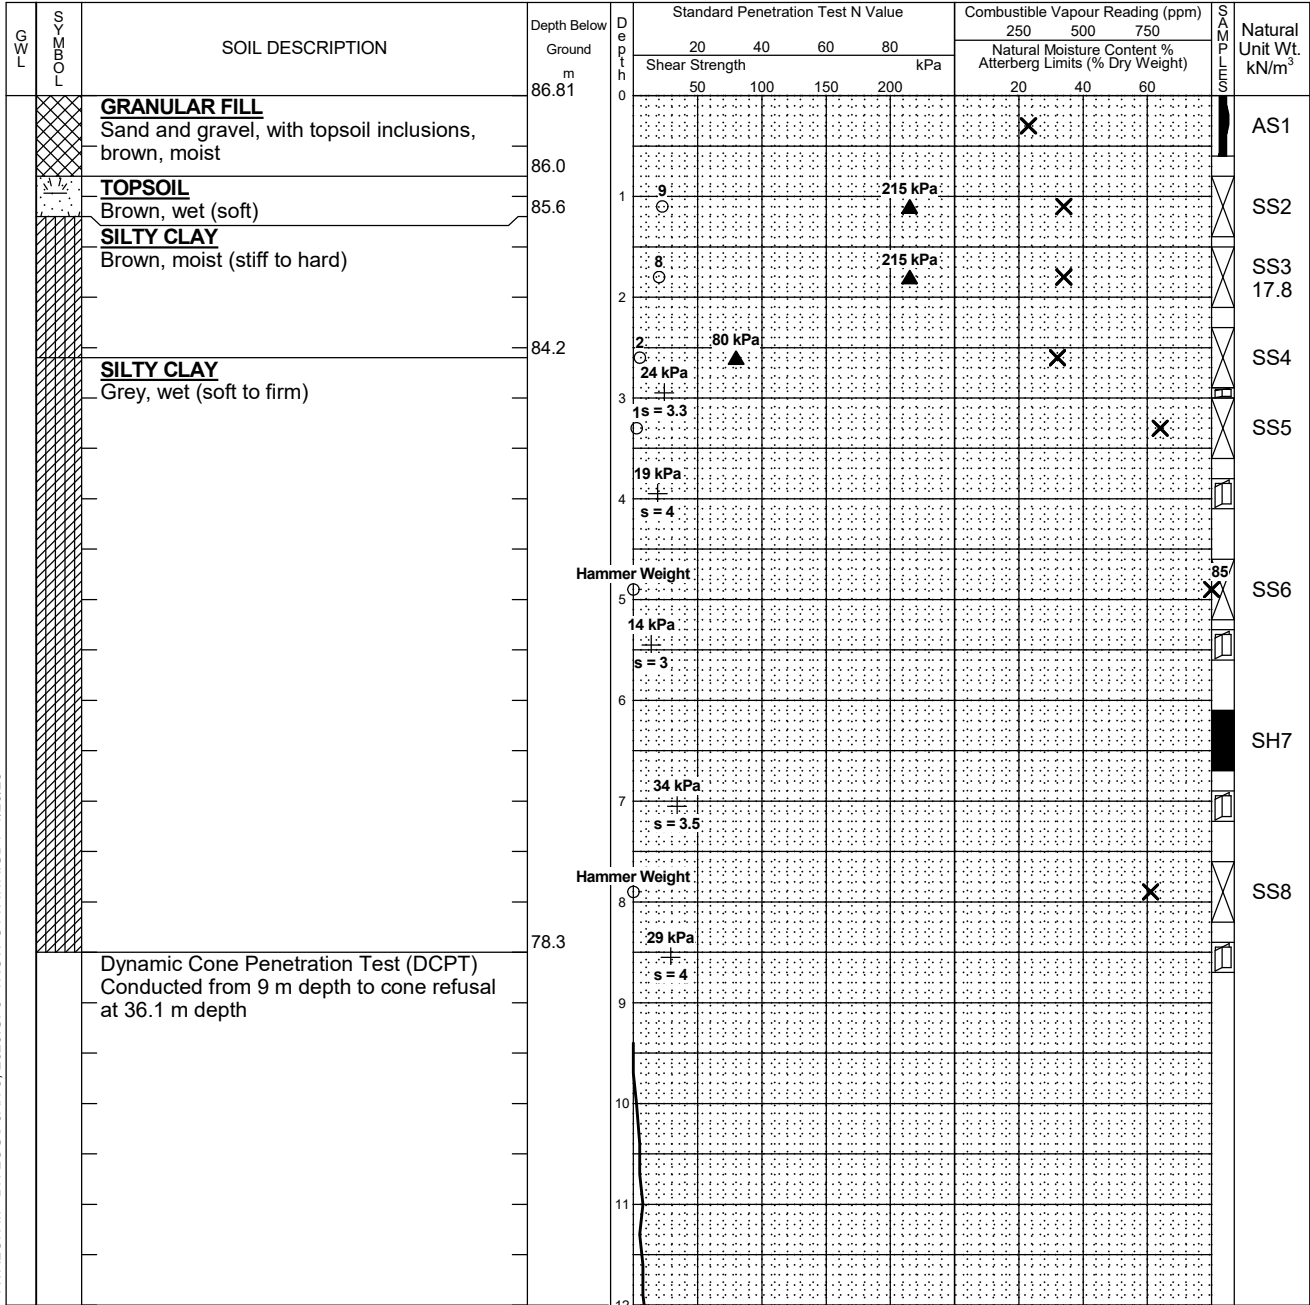 GWL
SYMBOL
SOIL DESCRIPTION
Depth Below
Ground
m
Depth
Standard Penetration Test N Value
20 40 60 80
Shear Strength kPa
50 100 150 200
Combustible Vapour Reading (ppm)
250 500 750
Natural Moisture Content %
Atterberg Limits (% Dry Weight)
20 40 60
SAMPLES
Natural
Unit Wt.
kN/m3
86.81
0
GRANULAR FILL
Sand and gravel, with topsoil inclusions,
brown, moist
AS1
86.0
TOPSOIL
Brown, wet (soft)
1
9
215 kPa
SS2
85.6
SILTY CLAY
Brown, moist (stiff to hard)
8
215 kPa
SS3
17.8
2
84.2
2
80 kPa
SS4
SILTY CLAY
Grey, wet (soft to firm)
24 kPa
3
s = 3.3
1
SS5
19 kPa
4
s = 4
Hammer Weight
85
SS6
5
14 kPa
s = 3
6
SH7
34 kPa
7
s = 3.5
Hammer Weight
SS8
8
78.3
29 kPa
s = 4
Dynamic Cone Penetration Test (DCPT)
Conducted from 9 m depth to cone refusal
at 36.1 m depth
9
10
11